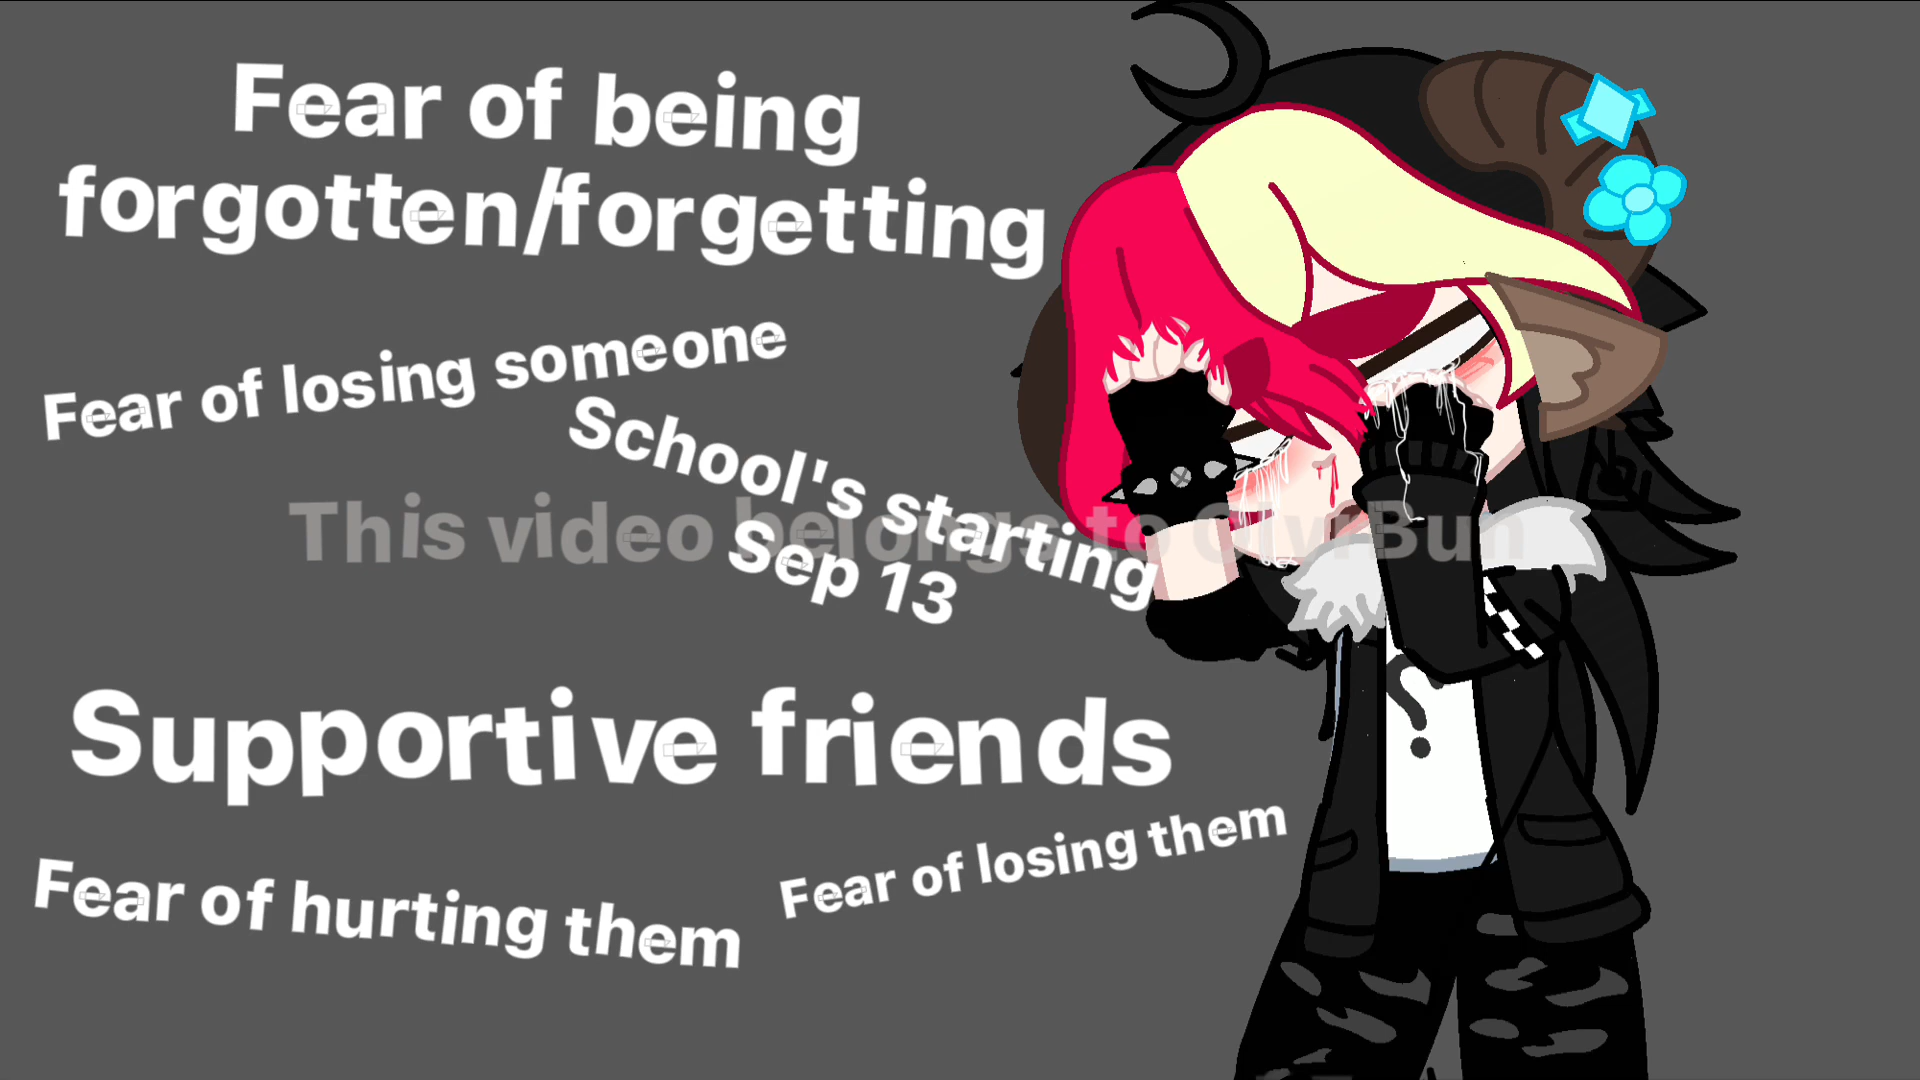 Fear of being
forgotten/forgetting
Fear of losing someone
School's starting
Sep 13
This video belongs to
Supportive friends
Fear of losing them
Fear of hurting them
?